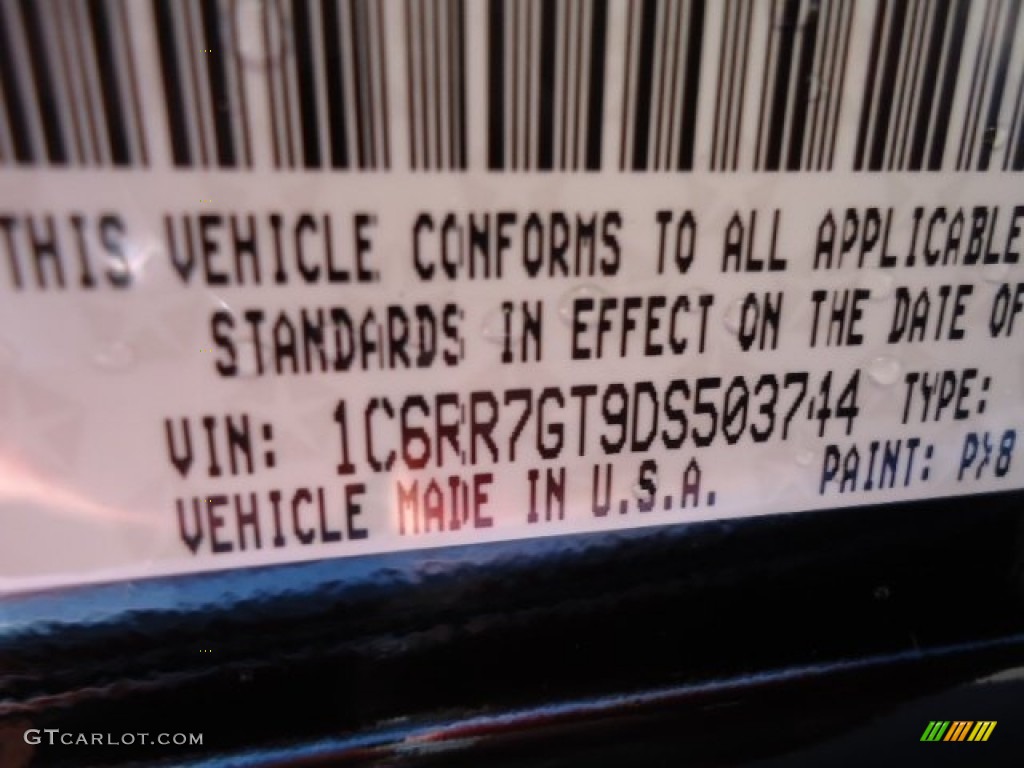 THIS VEHICLE CONFORMS TO ALL APPLICABLE
STANDARDS IN EFFECT ON THE DATE OF
VIN: 1C6RR7GT9DS503744 TYPE:
VEHICLE MADE IN U.S.A. PAINT: PX8
GTCARLOT.COM